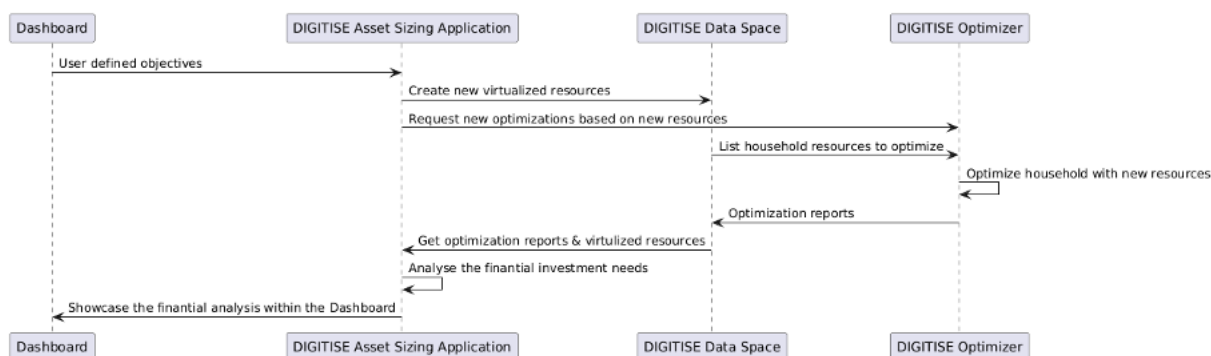 Dashboard
DIGITISE Asset Sizing Application
DIGITISE Data Space
DIGITISE Optimizer
User defined objectives
Create new virtualized resources
Request new optimizations based on new resources
List household resources to optimize
Optimize household with new resources
Optimization reports
Get optimization reports & virtulized resources
Analyse the finantial investment needs
Showcase the finantial analysis within the Dashboard
Dashboard
DIGITISE Asset Sizing Application
DIGITISE Data Space
DIGITISE Optimizer